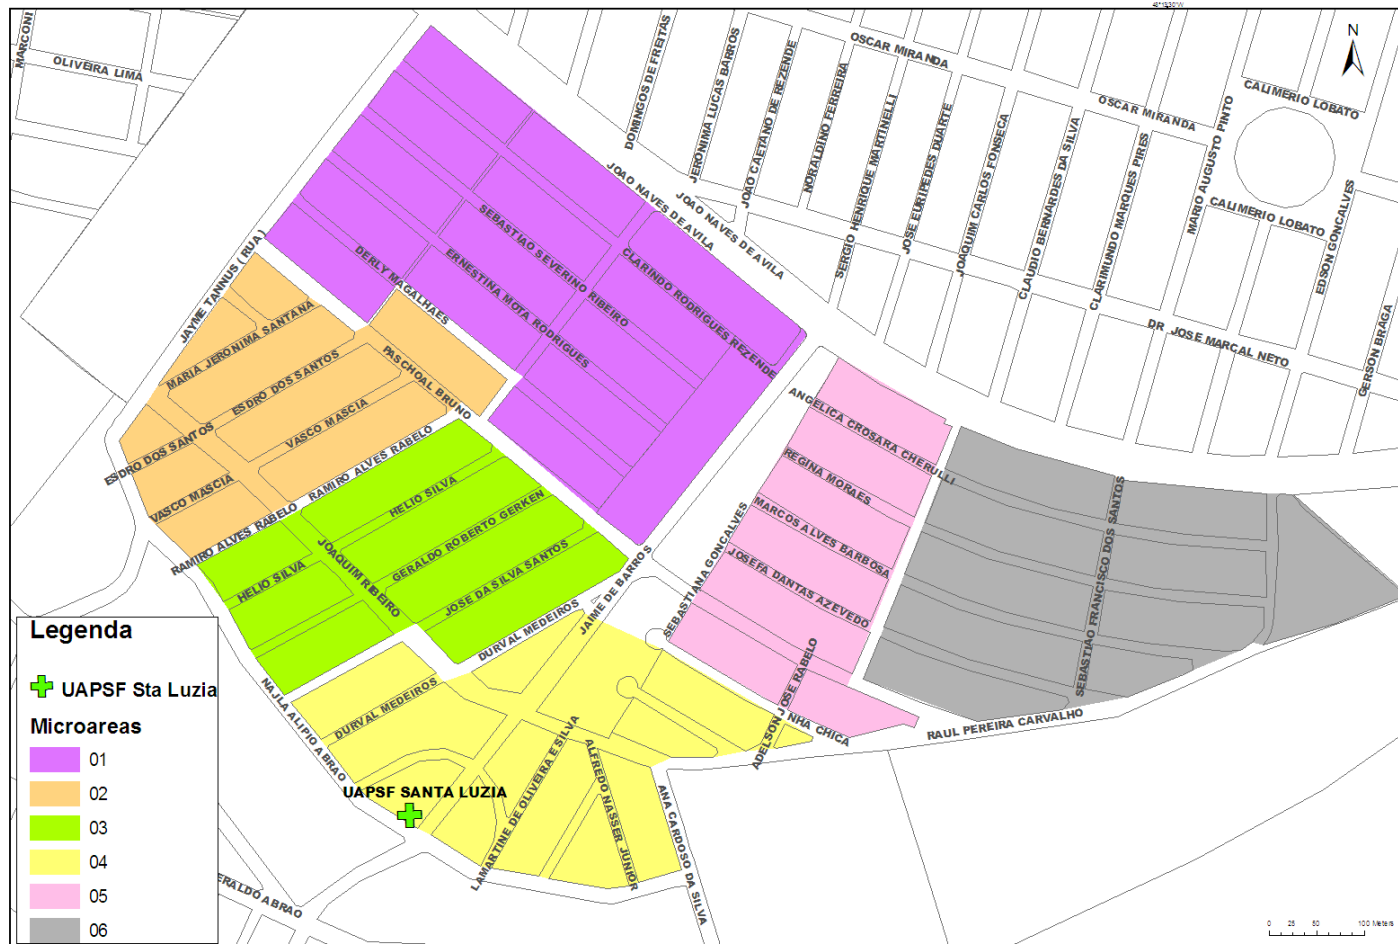 48°13'30"W
MARCONI
OLIVEIRA LIMA
DOMINGOS DE FREITAS
JERONIMA LUCAS BARROS
JOAO CAETANO DE REZENDE
NORALDINO FERREIRA
SERGIO HENRIQUE MARTINELLI
JOSE EURIPEDES DUARTE
JOAQUIM CARLOS FONSECA
CLAUDIO BERNARDES DA SILVA
CLARIMUNDO MARQUES PIRES
MARIO AUGUSTO PINTO
OSCAR MIRANDA
OSCAR MIRANDA
CALIMERIO LOBATO
CALIMERIO LOBATO
EDSON GONCALVES
GERSON BRAGA
DR JOSE MARCAL NETO
N
JOAO NAVES DE AVILA
JOAO NAVES DE AVILA
JAYME TANNUS ( RUA )
DERLY MAGALHAES
SEBASTIAO SEVERINO RIBEIRO
ERNESTINA MOTA RODRIGUES
CLARINDO RODRIGUES REZENDE
MARIA JERONIMA SANTANA
ESDRO DOS SANTOS
ESDRO DOS SANTOS
VASCO MASCIA
VASCO MASCIA
PASCHOAL BRUNO
RAMIRO ALVES RABELO
RAMIRO ALVES RABELO
HELIO SILVA
HELIO SILVA
GERALDO ROBERTO GERKEN
JOAQUIM RIBEIRO
JOSE DA SILVA SANTOS
DURVAL MEDEIROS
DURVAL MEDEIROS
JAIME DE BARROS
SEBASTIANA GONCALVES
ANGELICA CROSARA CHERULLI
REGINA MORAES
MARCOS ALVES BARBOSA
JOSEFA DANTAS AZEVEDO
ADELSON JOSE RABELO
NHA CHICA
SEBASTIAO FRANCISCO DOS SANTOS
RAUL PEREIRA CARVALHO
NAJLA ALIPIO ABRAO
UAPSF SANTA LUZIA
LAMARTINE DE OLIVEIRA E SILVA
ALFREDO NASSER JUNIOR
ANA CARDOSO DA SILVA
ERALDO ABRAO
Legenda
UAPSF Sta Luzia
Microareas
01
02
03
04
05
06
0 25 50 100 Meters